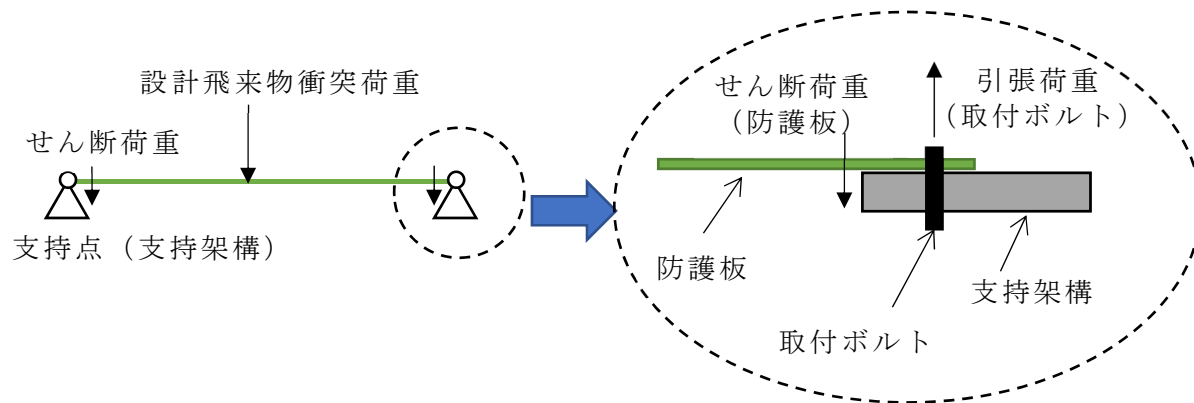 設計飛来物衝突荷重
せん断荷重
支持点（支持架構）
せん断荷重
（防護板）
引張荷重
（取付ボルト）
防護板
支持架構
取付ボルト